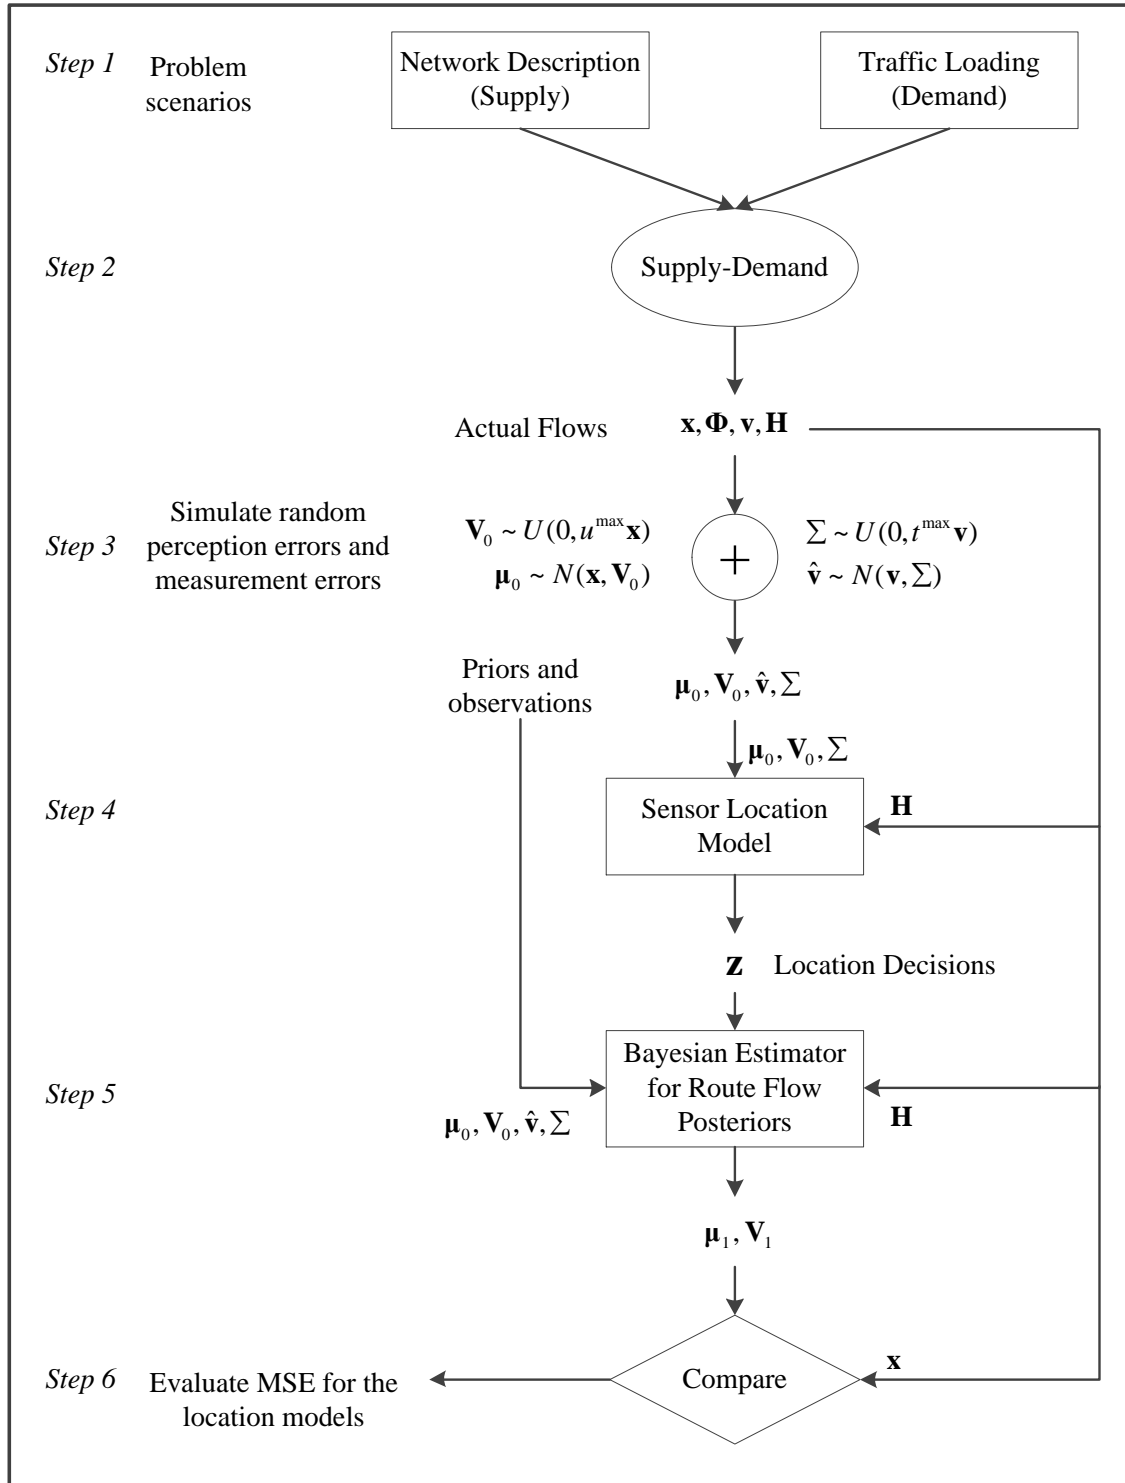 Step 1
Problem
scenarios
Network Description
(Supply)
Traffic Loading
(Demand)
Step 2
Supply-Demand
Actual Flows
x, Φ, v, H
Step 3
Simulate random
perception errors and
measurement errors
V₀ ~ U(0, u^max x)
μ₀ ~ N(x, V₀)
+
∑ ~ U(0, t^max v)
v̂ ~ N(v, ∑)
Priors and
observations
μ₀, V₀, v̂, ∑
μ₀, V₀, ∑
Step 4
Sensor Location
Model
H
z
Location Decisions
Step 5
Bayesian Estimator
for Route Flow
Posteriors
μ₀, V₀, v̂, ∑
H
μ₁, V₁
Step 6
Evaluate MSE for the
location models
Compare
x